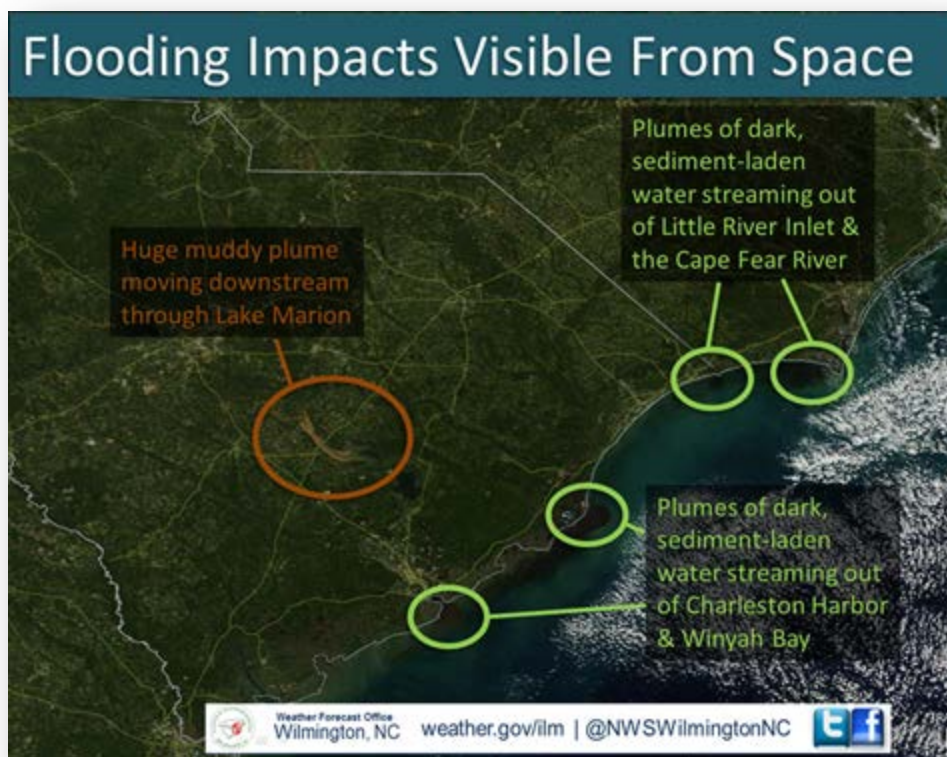 Flooding Impacts Visible From Space
Plumes of dark,
sediment-laden
water streaming out
of Little River Inlet &
the Cape Fear River
Huge muddy plume
moving downstream
through Lake Marion
Plumes of dark,
sediment-laden
water streaming out
of Charleston Harbor
& Winyah Bay
Weather Forecast Office
Wilmington, NC
weather.gov/ilm | @NWSWilmingtonNC